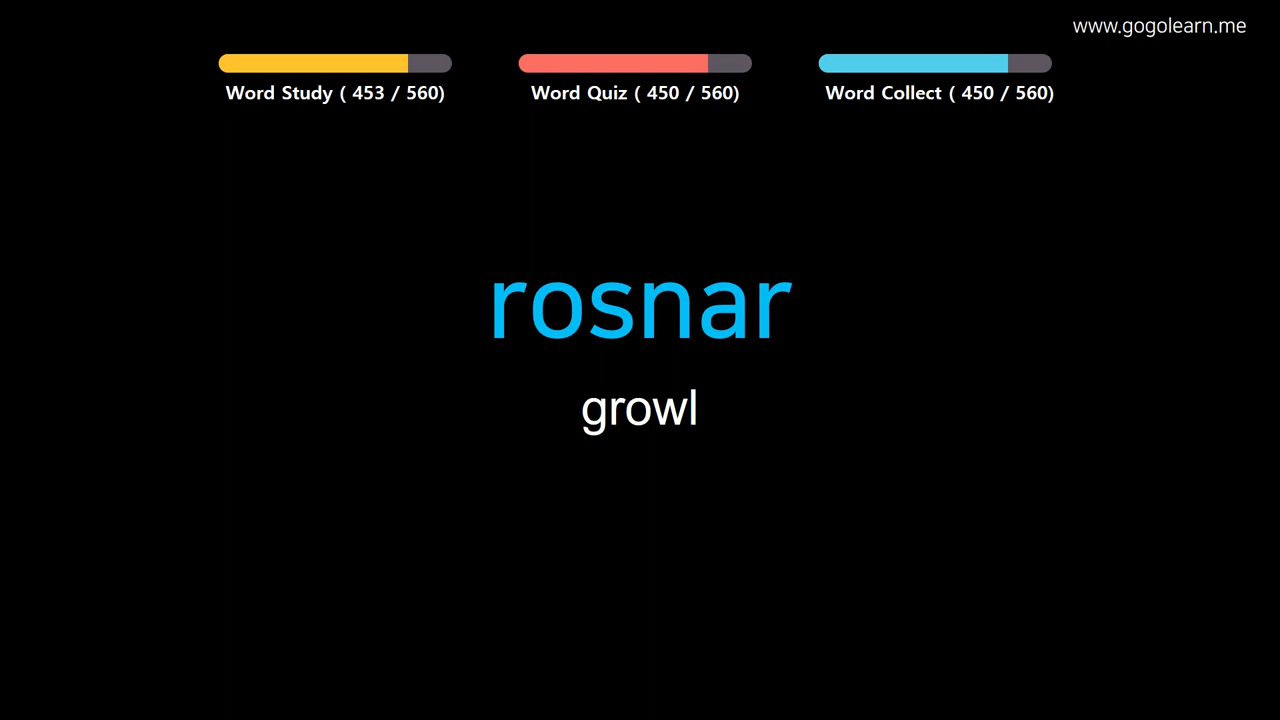 www.gogolearn.me
Word Study ( 453 / 560)
Word Quiz ( 450 / 560)
Word Collect ( 450 / 560)
rosnar
growl